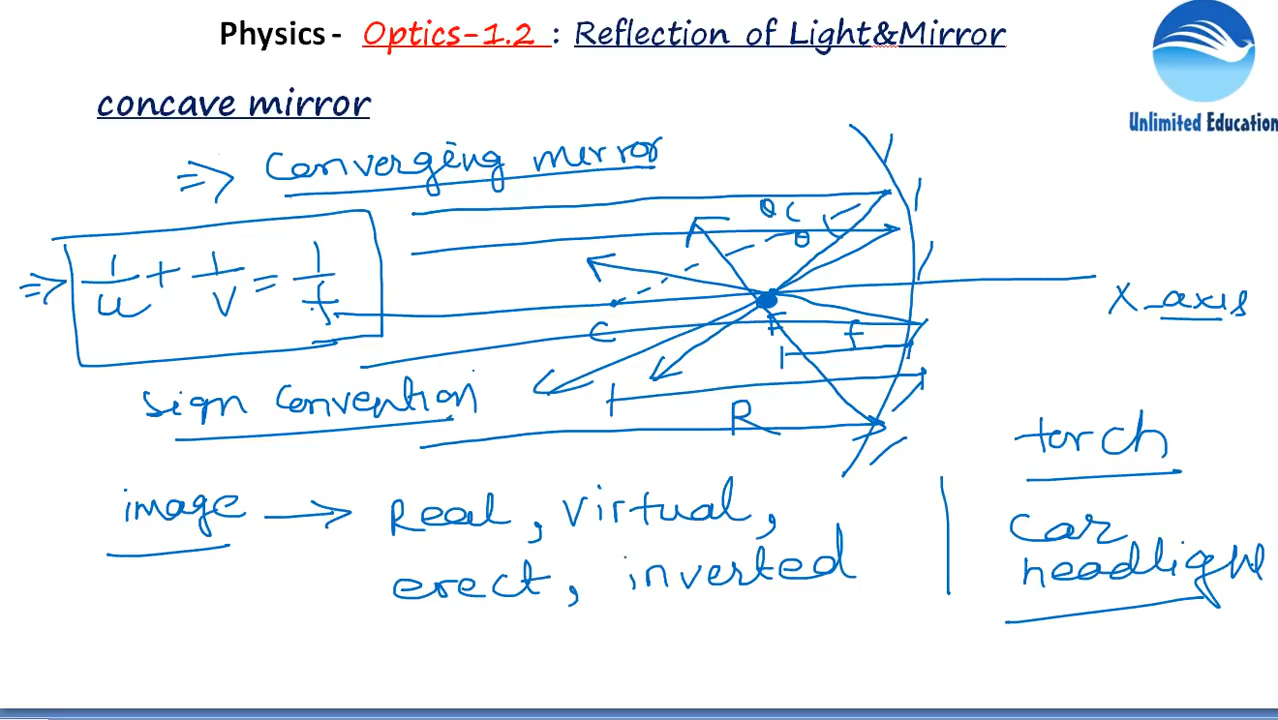 Physics - Optics-1.2 : Reflection of Light&Mirror
Unlimited Education
concave mirror
⇒ Converging mirror
⇒ 1/u + 1/v = 1/f
θ C
θ
C
F
f
R
X-axis
sign convention
image → Real, virtual,
erect, inverted
torch
car
headlight